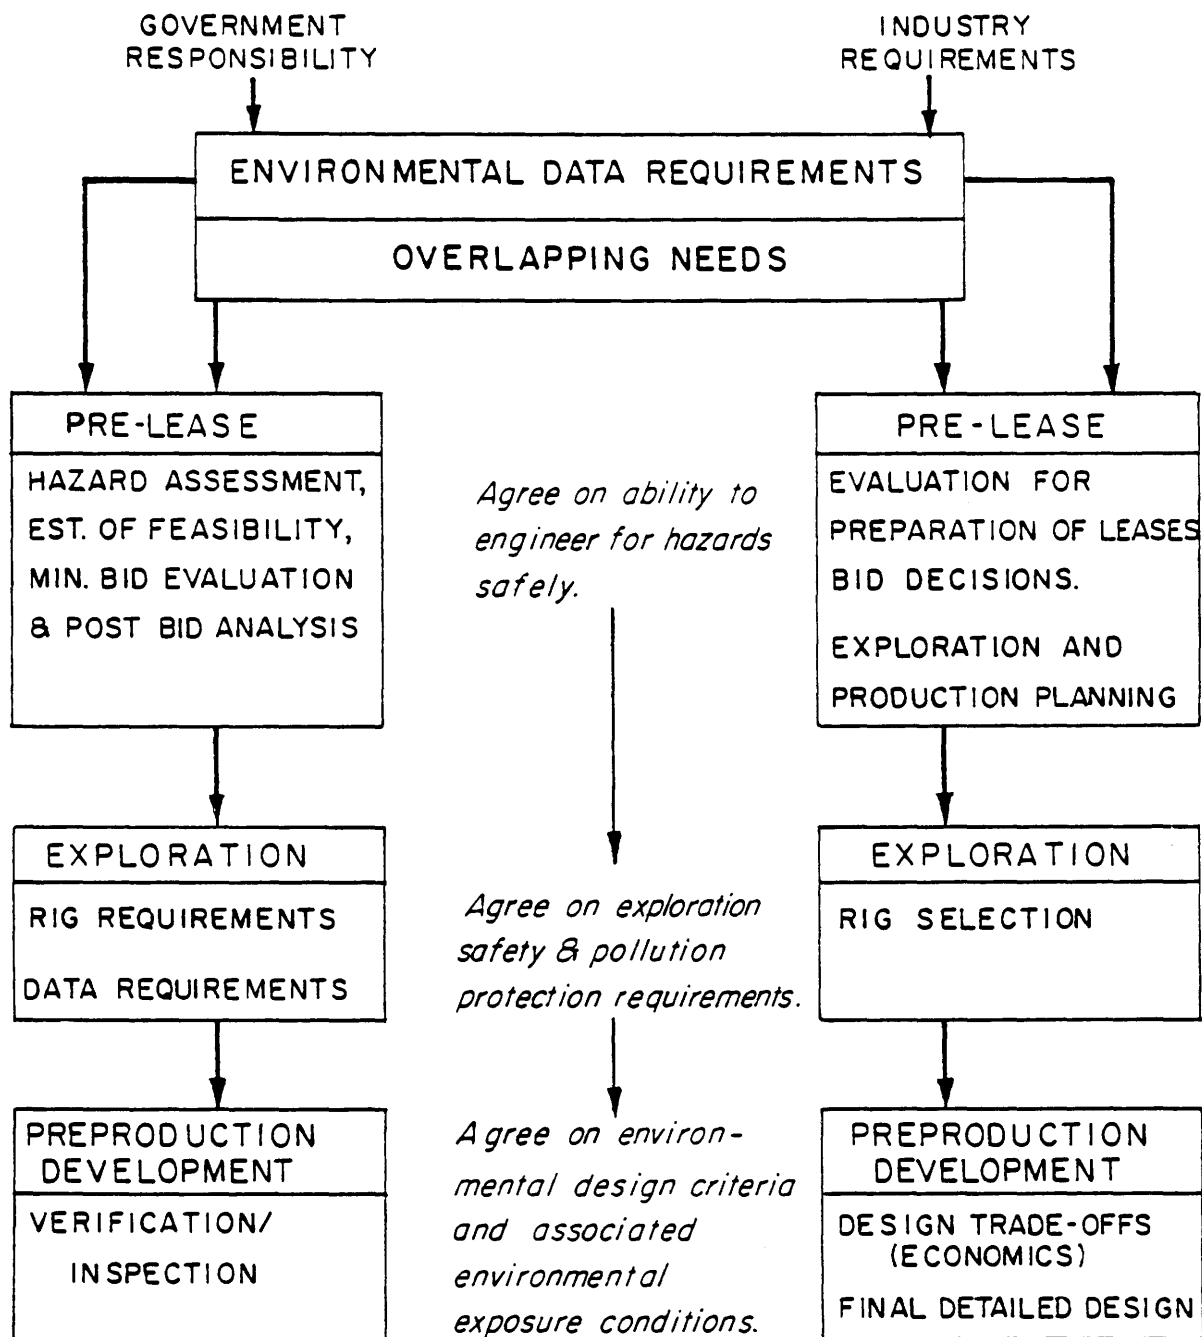 GOVERNMENT
RESPONSIBILITY
INDUSTRY
REQUIREMENTS
ENVIRONMENTAL DATA REQUIREMENTS
OVERLAPPING NEEDS
PRE-LEASE
HAZARD ASSESSMENT,
EST. OF FEASIBILITY,
MIN. BID EVALUATION
& POST BID ANALYSIS
Agree on ability to
engineer for hazards
safely.
PRE-LEASE
EVALUATION FOR
PREPARATION OF LEASES
BID DECISIONS.
EXPLORATION AND
PRODUCTION PLANNING
EXPLORATION
RIG REQUIREMENTS
DATA REQUIREMENTS
Agree on exploration
safety & pollution
protection requirements.
EXPLORATION
RIG SELECTION
PREPRODUCTION
DEVELOPMENT
VERIFICATION/
INSPECTION
Agree on environ-
mental design criteria
and associated
environmental
exposure conditions.
PREPRODUCTION
DEVELOPMENT
DESIGN TRADE-OFFS
(ECONOMICS)
FINAL DETAILED DESIGN